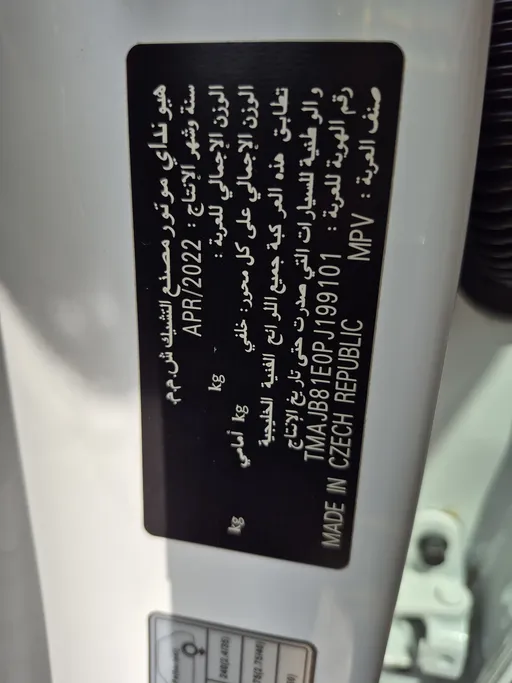 هيونداي موتور مصنع التشيك ش.م.م.
سنة وشهر الإنتاج : APR/2022
الوزن الإجمالي للعربة : kg
الوزن الإجمالي على كل محور: خلفي kg أمامي kg
تطابق هذه المركبة جميع اللوائح الفنية الخليجية
و الوطنية للسيارات التي صدرت حتى تاريخ الإنتاج
رقم الهوية للعربة : TMAJB81E0PJ199101
صنف العربة : MPV MADE IN CZECH REPUBLIC